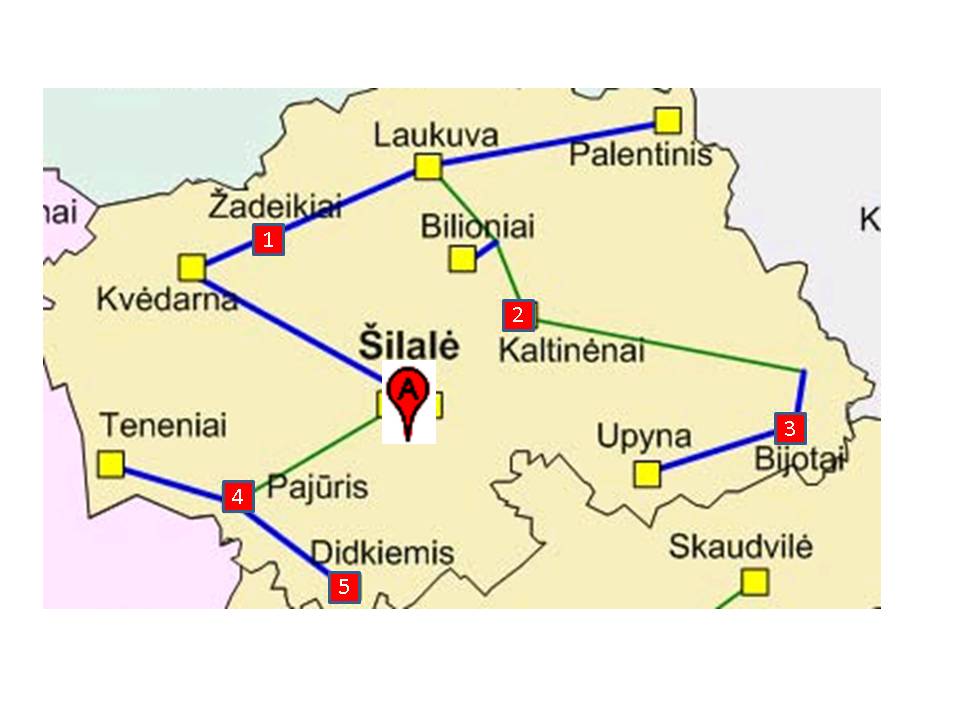 Laukuva
Palentinis
Žadeikiai
nai
K
1
Bilioniai
Kvėdarna
2
Šilalė
Kaltinėnai
A
Teneniai
3
Upyna
Bijotai
4
Pajūris
Didkiemis
Skaudvilė
5